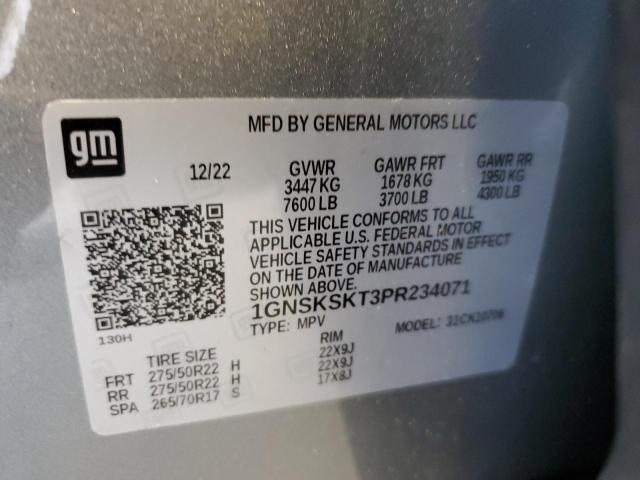 gm
MFD BY GENERAL MOTORS LLC
12/22 GVWR GAWR FRT GAWR RR
3447 KG 1678 KG 1950 KG
7600 LB 3700 LB 4300 LB
THIS VEHICLE CONFORMS TO ALL
APPLICABLE U.S. FEDERAL MOTOR
VEHICLE SAFETY STANDARDS IN EFFECT
ON THE DATE OF MANUFACTURE
SHOWN ABOVE.
1GNSKSKT3PR234071
TYPE: MPV MODEL: 31CK10706
130H
TIRE SIZE RIM
FRT 275/50R22 H 22X9J
RR 275/50R22 H 22X9J
SPA 265/70R17 S 17X8J